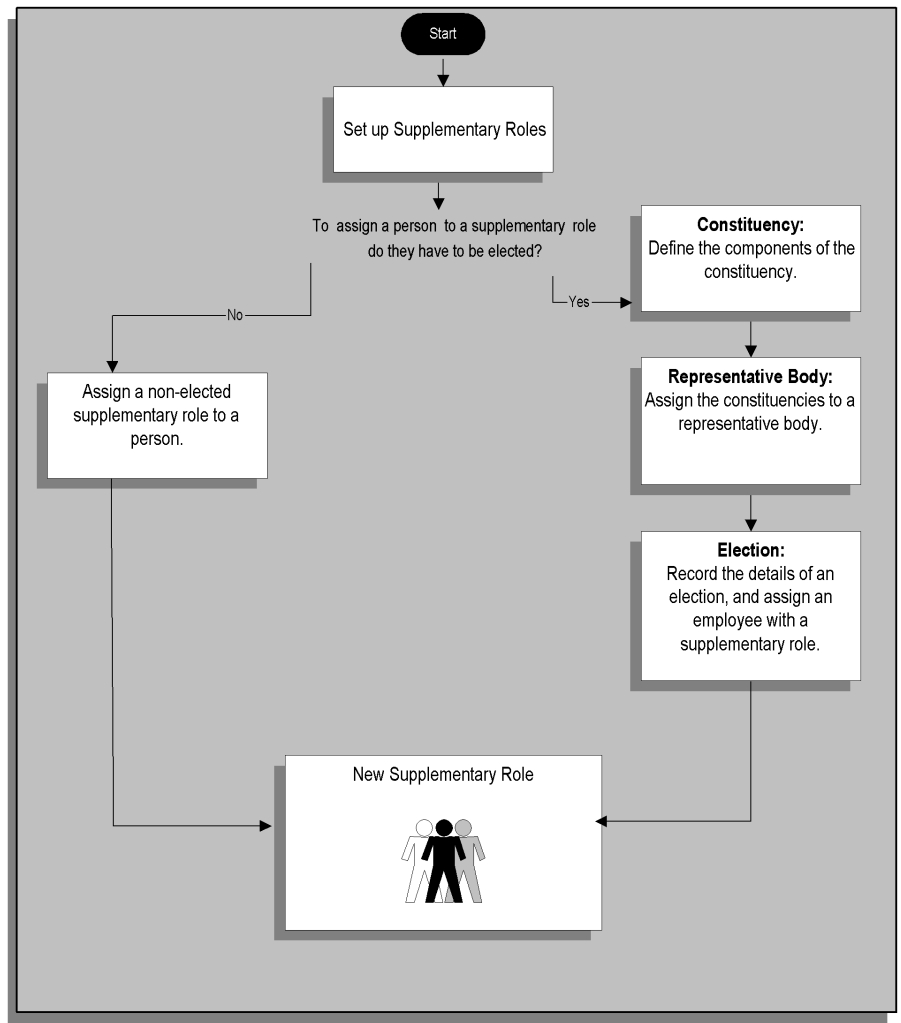 Start
Set up Supplementary Roles
To assign a person to a supplementary role
do they have to be elected?
Constituency:
Define the components of the
constituency.
Yes
No
Representative Body:
Assign the constituencies to a
representative body.
Assign a non-elected
supplementary role to a
person.
Election:
Record the details of an
election, and assign an
employee with a
supplementary role.
New Supplementary Role